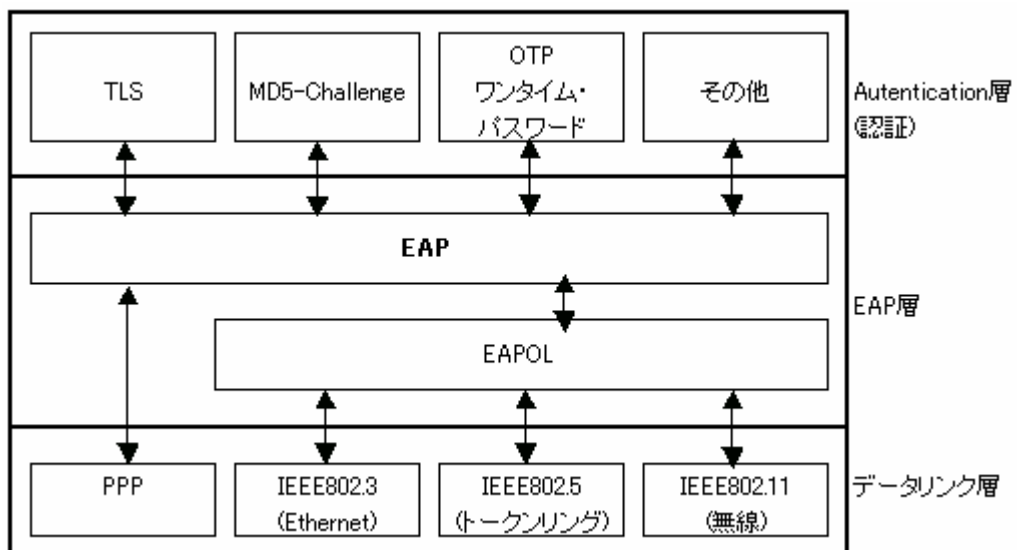 TLS
MD5-Challenge
OTP
ワンタイム・
パスワード
その他
Autentication層
(認証)
EAP
EAP層
EAPOL
PPP
IEEE802.3
(Ethernet)
IEEE802.5
(トークンリング)
IEEE802.11
(無線)
データリンク層